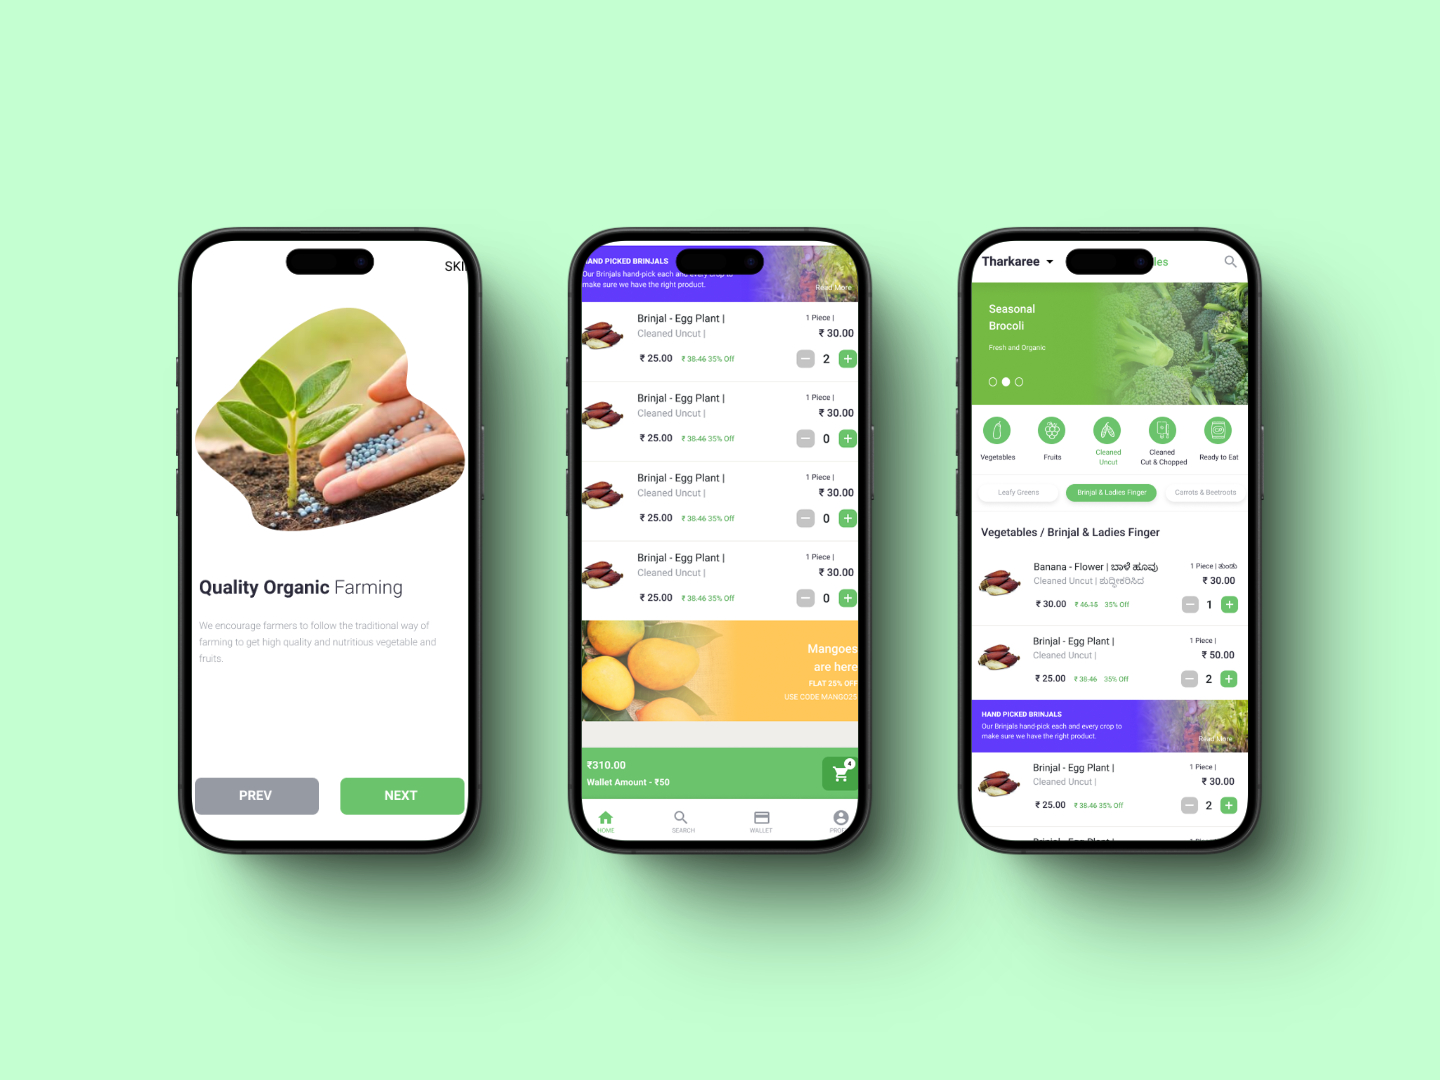 SKI
Quality Organic Farming
We encourage farmers to follow the traditional way of
farming to get high quality and nutritious vegetable and
fruits.
PREV
NEXT
HAND PICKED BRINJALS
Our Brinjals hand-pick each and every crop to
make sure we have the right product.
Read More
Brinjal - Egg Plant |
1 Piece |
Cleaned Uncut |
₹ 30.00
₹ 25.00 ₹ 38.46 35% Off
2
Brinjal - Egg Plant |
1 Piece |
Cleaned Uncut |
₹ 30.00
₹ 25.00 ₹ 38.46 35% Off
0
Brinjal - Egg Plant |
1 Piece |
Cleaned Uncut |
₹ 30.00
₹ 25.00 ₹ 38.46 35% Off
0
Brinjal - Egg Plant |
1 Piece |
Cleaned Uncut |
₹ 30.00
₹ 25.00 ₹ 38.46 35% Off
0
Mangoes
are here
FLAT 25% OFF
USE CODE MANGO25
₹310.00
Wallet Amount - ₹50
4
HOME
SEARCH
WALLET
PROF
Tharkaree
les
Seasonal
Brocoli
Fresh and Organic
Vegetables
Fruits
Cleaned
Uncut
Cleaned
Cut & Chopped
Ready to Eat
Leafy Greens
Brinjal & Ladies Finger
Carrots & Beetroots
Vegetables / Brinjal & Ladies Finger
Banana - Flower | ಬಾಳೆ ಹೂವು
1 Piece | ತುಂಡು
Cleaned Uncut | ಶುದ್ಧೀಕರಿಸಿದ
₹ 30.00
₹ 30.00 ₹ 46.15 35% Off
1
Brinjal - Egg Plant |
1 Piece |
Cleaned Uncut |
₹ 50.00
₹ 25.00 ₹ 38.46 35% Off
2
HAND PICKED BRINJALS
Our Brinjals hand-pick each and every crop to
make sure we have the right product.
Read More
Brinjal - Egg Plant |
1 Piece |
Cleaned Uncut |
₹ 30.00
₹ 25.00 ₹ 38.46 35% Off
2